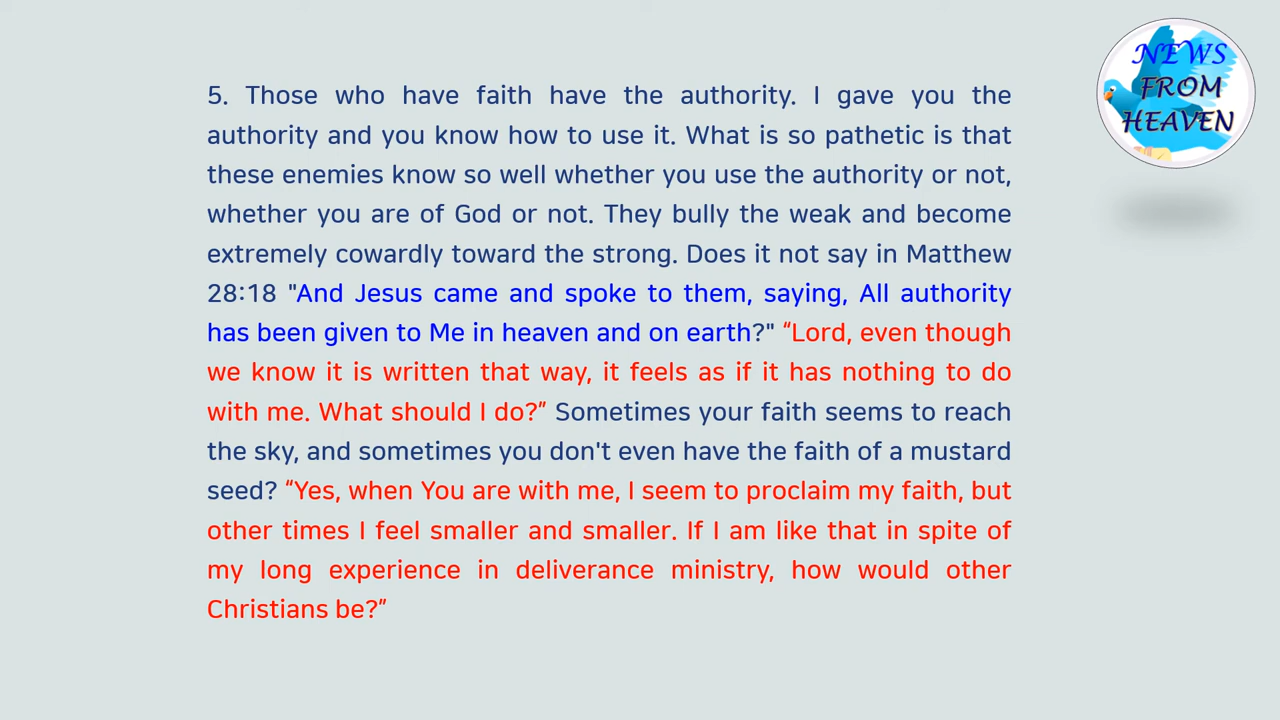 5. Those who have faith have the authority. I gave you the
authority and you know how to use it. What is so pathetic is that
these enemies know so well whether you use the authority or not,
whether you are of God or not. They bully the weak and become
extremely cowardly toward the strong. Does it not say in Matthew
28:18 "And Jesus came and spoke to them, saying, All authority
has been given to Me in heaven and on earth?" “Lord, even though
we know it is written that way, it feels as if it has nothing to do
with me. What should I do?” Sometimes your faith seems to reach
the sky, and sometimes you don't even have the faith of a mustard
seed? “Yes, when You are with me, I seem to proclaim my faith, but
other times I feel smaller and smaller. If I am like that in spite of
my long experience in deliverance ministry, how would other
Christians be?”
NEWS
FROM
HEAVEN